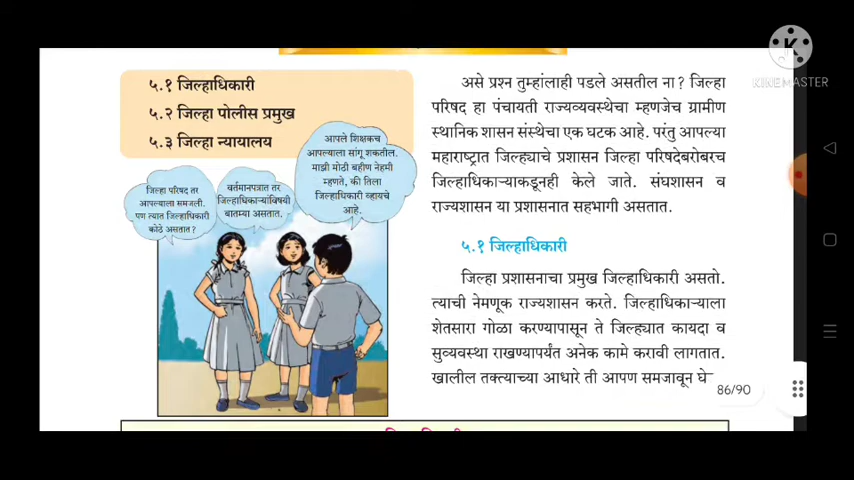 ५.१ जिल्हाधिकारी
५.२ जिल्हा पोलीस प्रमुख
५.३ जिल्हा न्यायालय
जिल्हा परिषद तर
आपल्याला समजली.
पण त्यात जिल्हाधिकारी
कोठे असतात?
वर्तमानपत्रात तर
जिल्हाधिकाऱ्यांविषयी
बातम्या असतात.
आपले शिक्षकच
आपल्याला सांगू शकतील.
माझी मोठी बहीण नेहमी
म्हणते, की तिला
जिल्हाधिकारी व्हायचे
आहे.
असे प्रश्न तुम्हांलाही पडले असतील ना ? जिल्हा
परिषद हा पंचायती राज्यव्यवस्थेचा म्हणजेच ग्रामीण
स्थानिक शासन संस्थेचा एक घटक आहे. परंतु आपल्या
महाराष्ट्रात जिल्ह्याचे प्रशासन जिल्हा परिषदेबरोबरच
जिल्हाधिकाऱ्याकडूनही केले जाते. संघशासन व
राज्यशासन या प्रशासनात सहभागी असतात.
५.१ जिल्हाधिकारी
जिल्हा प्रशासनाचा प्रमुख जिल्हाधिकारी असतो.
त्याची नेमणूक राज्यशासन करते. जिल्हाधिकाऱ्याला
शेतसारा गोळा करण्यापासून ते जिल्ह्यात कायदा व
सुव्यवस्था राखण्यापर्यंत अनेक कामे करावी लागतात.
खालील तक्त्याच्या आधारे ती आपण समजावून घे
86/90
K
KINEMASTER